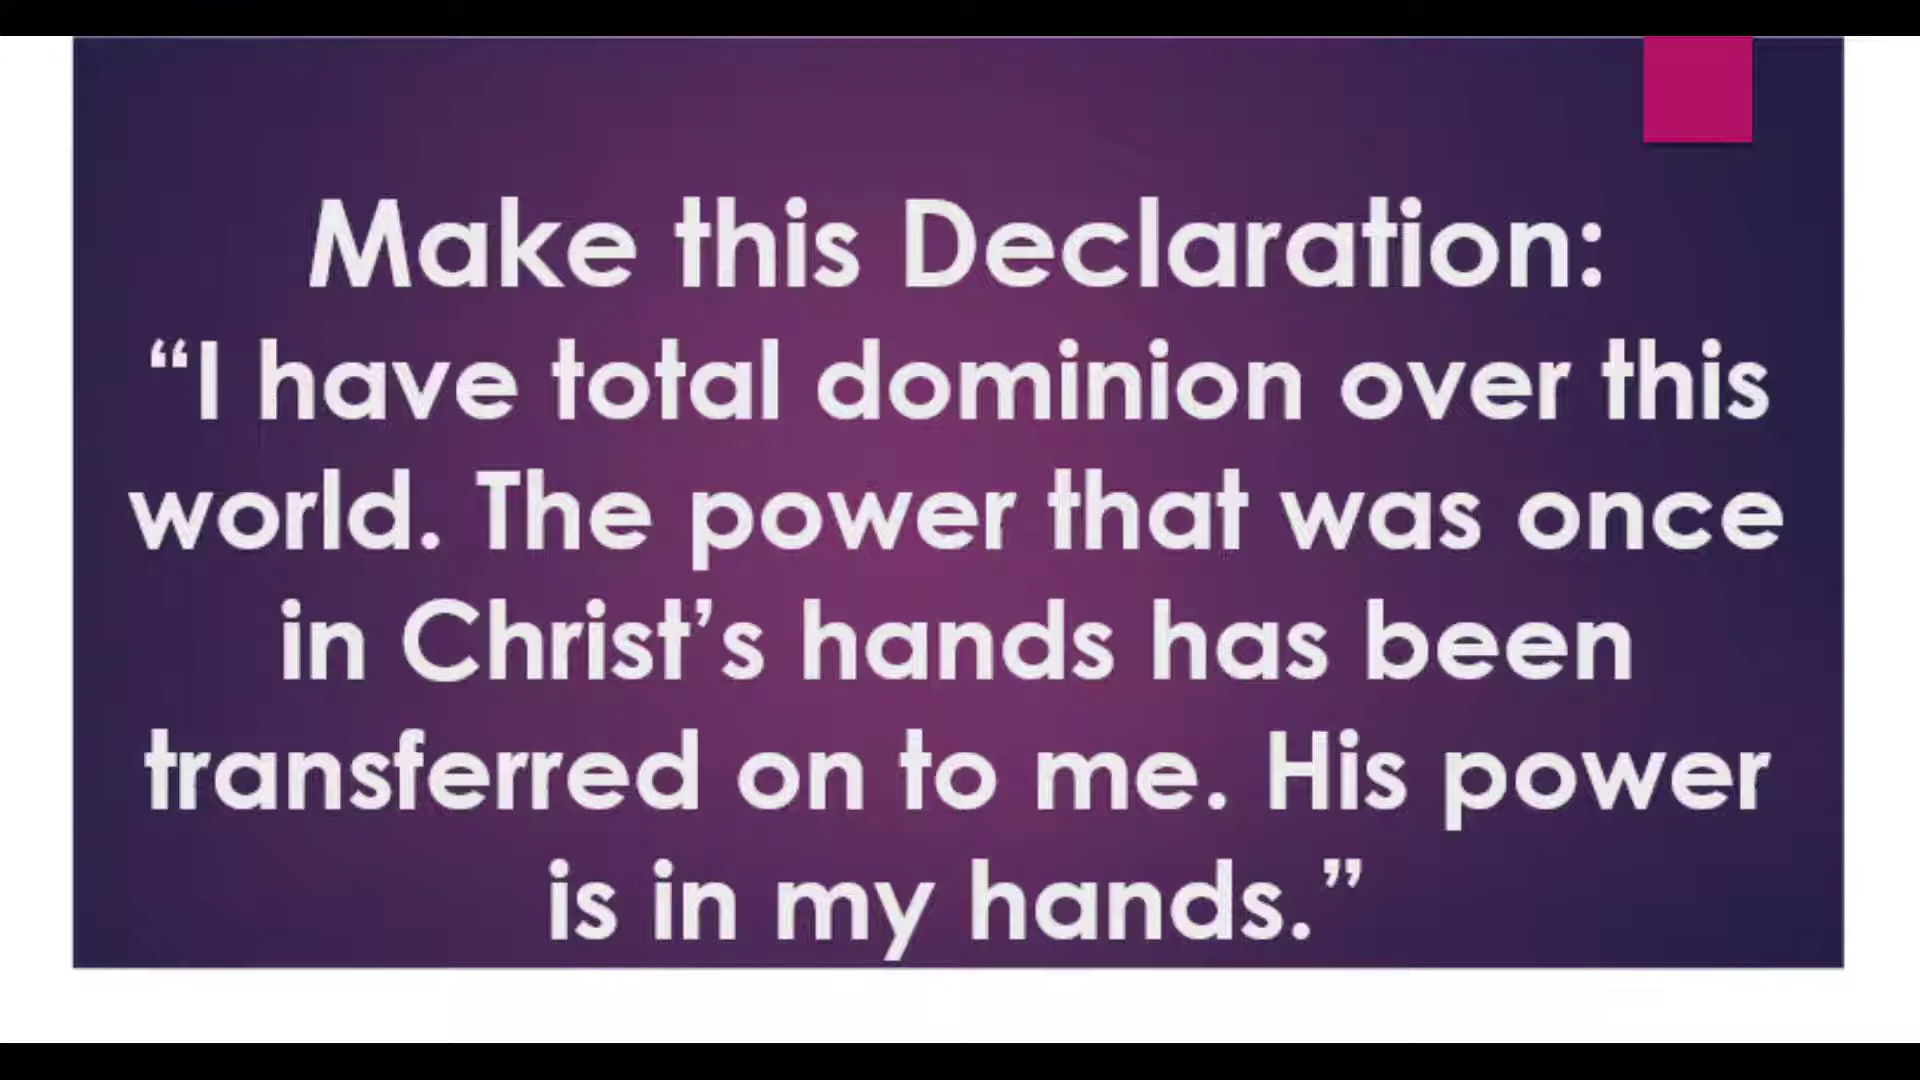 Make this Declaration:
“I have total dominion over this
world. The power that was once
in Christ’s hands has been
transferred on to me. His power
is in my hands.”